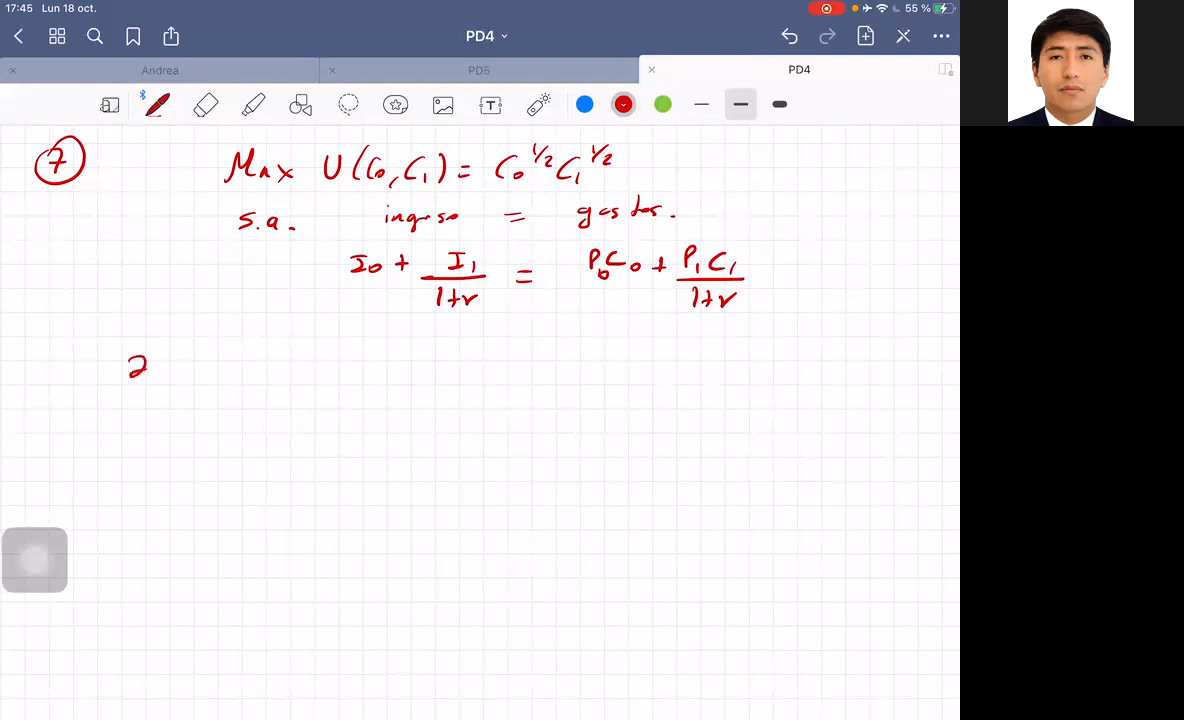 17:45 Lun 18 oct. 55 %
PD4
Andrea PD5 PD4
T
7 Max U(C₀, C₁) = C₀^1/2 C₁^1/2
s.a. ingreso = gastos.
I₀ + I₁/1+r = P₀C₀ + P₁C₁/1+r
2